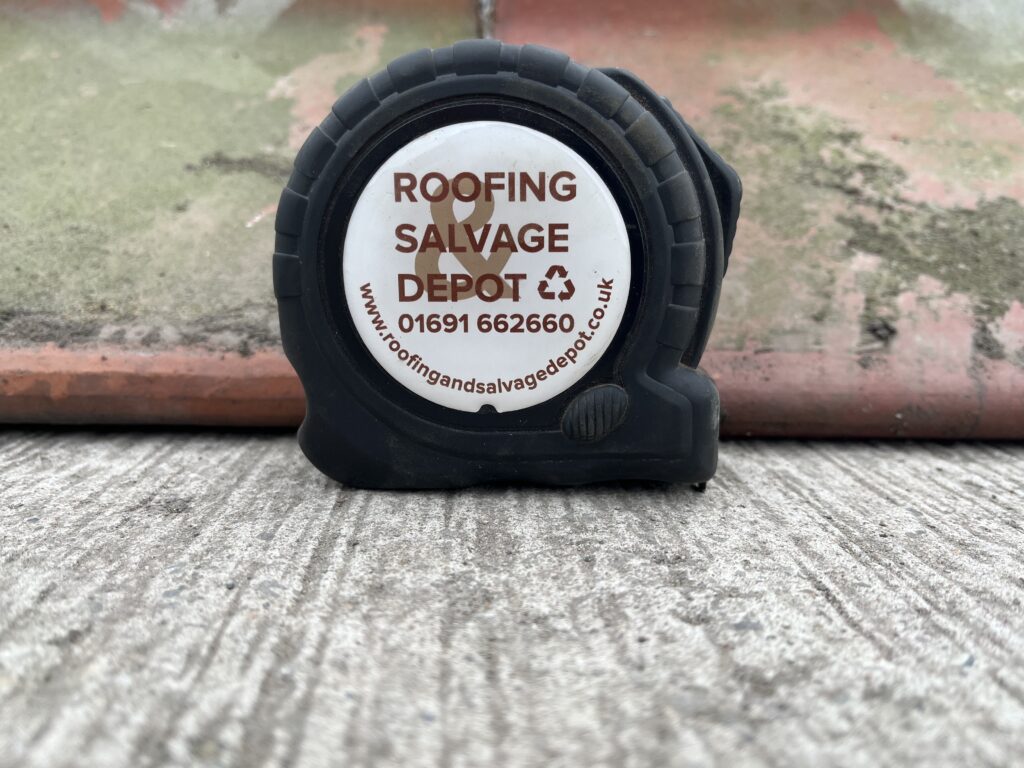 ROOFING
&
SALVAGE
DEPOT
01691 662660
www.roofingandsalvagedepot.co.uk